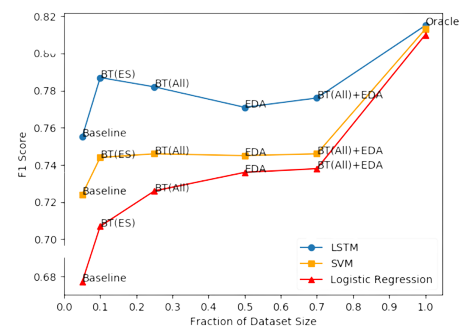 0.82
0.80
0.78
0.76
0.74
0.72
0.70
0.68
F1 Score
0.0 0.1 0.2 0.3 0.4 0.5 0.6 0.7 0.8 0.9 1.0
Fraction of Dataset Size
Oracle
BT(ES)
BT(All)
EDA
BT(All)+EDA
Baseline
BT(ES)
BT(All)
EDA
BT(All)+EDA
Baseline
BT(All)
EDA
BT(All)+EDA
BT(ES)
Baseline
LSTM
SVM
Logistic Regression